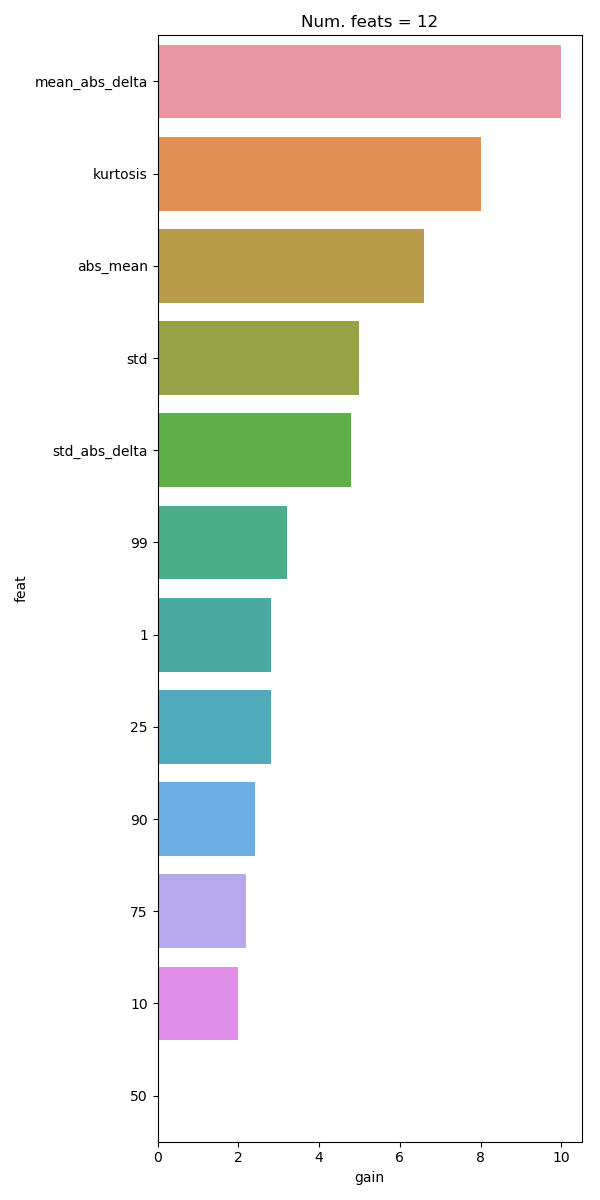 Num. feats = 12
mean_abs_delta
kurtosis
abs_mean
std
std_abs_delta
99
1
25
90
75
10
50
feat
0 2 4 6 8 10
gain